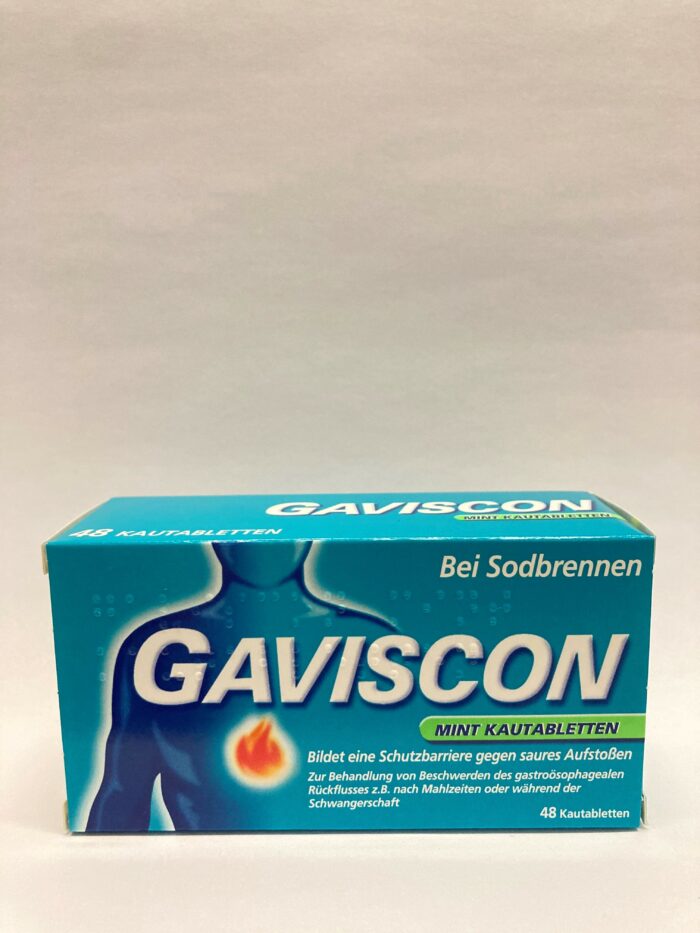 GAVISCON
MINT KAUTABLETTEN
48 KAUTABLETTEN
Bei Sodbrennen
GAVISCON
MINT KAUTABLETTEN
Bildet eine Schutzbarriere gegen saures Aufstoßen
Zur Behandlung von Beschwerden des gastroösophagealen
Rückflusses z.B. nach Mahlzeiten oder während der
Schwangerschaft
48 Kautabletten